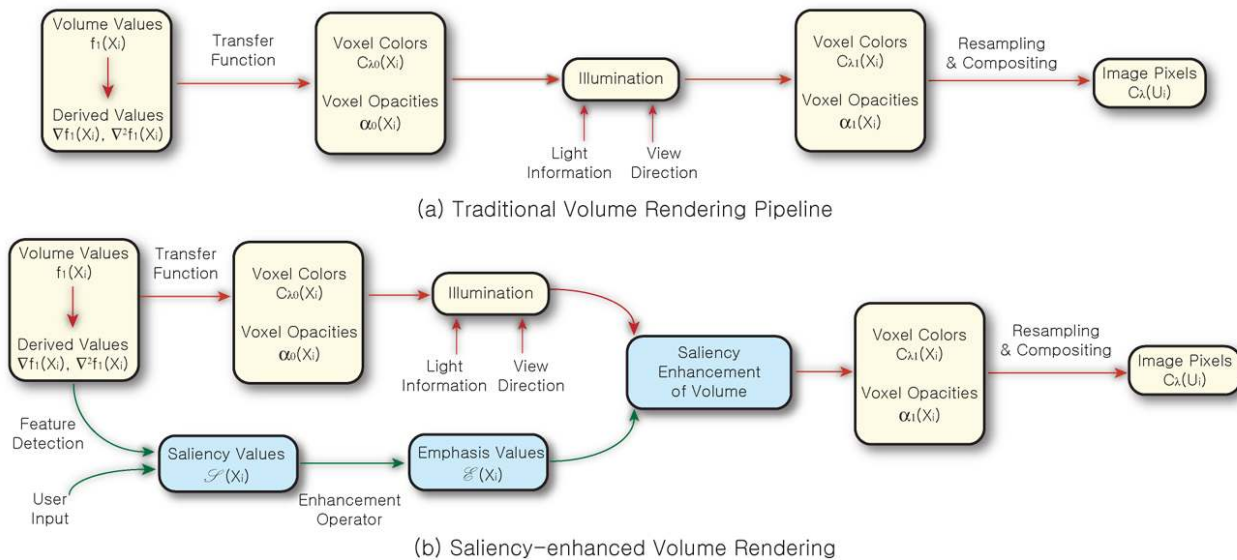 Volume Values
f₁(Xᵢ)
Derived Values
∇f₁(Xᵢ), ∇²f₁(Xᵢ)
Transfer
Function
Voxel Colors
Cλ₀(Xᵢ)
Voxel Opacities
α₀(Xᵢ)
Illumination
Light
Information
View
Direction
Voxel Colors
Cλ₁(Xᵢ)
Voxel Opacities
α₁(Xᵢ)
Resampling
& Compositing
Image Pixels
Cλ(Uᵢ)
(a) Traditional Volume Rendering Pipeline
Volume Values
f₁(Xᵢ)
Derived Values
∇f₁(Xᵢ), ∇²f₁(Xᵢ)
Transfer
Function
Voxel Colors
Cλ₀(Xᵢ)
Voxel Opacities
α₀(Xᵢ)
Illumination
Light
Information
View
Direction
Saliency
Enhancement
of Volume
Voxel Colors
Cλ₁(Xᵢ)
Voxel Opacities
α₁(Xᵢ)
Resampling
& Compositing
Image Pixels
Cλ(Uᵢ)
Feature
Detection
User
Input
Saliency Values
𝒮(Xᵢ)
Enhancement
Operator
Emphasis Values
ℰ(Xᵢ)
(b) Saliency-enhanced Volume Rendering